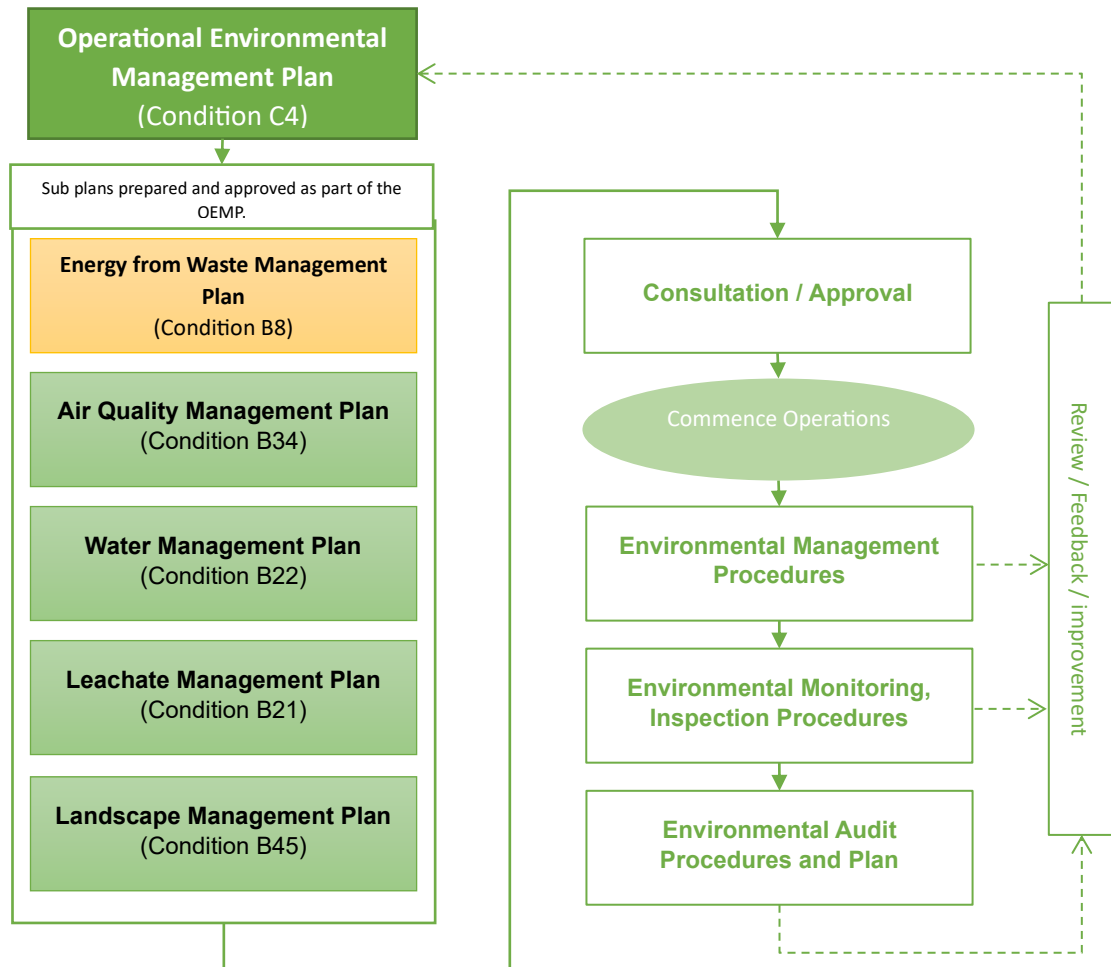 Operational Environmental
Management Plan
(Condition C4)
Sub plans prepared and approved as part of the
OEMP.
Energy from Waste Management
Plan
(Condition B8)
Air Quality Management Plan
(Condition B34)
Water Management Plan
(Condition B22)
Leachate Management Plan
(Condition B21)
Landscape Management Plan
(Condition B45)
Consultation / Approval
Commence Operations
Environmental Management
Procedures
Environmental Monitoring,
Inspection Procedures
Environmental Audit
Procedures and Plan
Review / Feedback / improvement